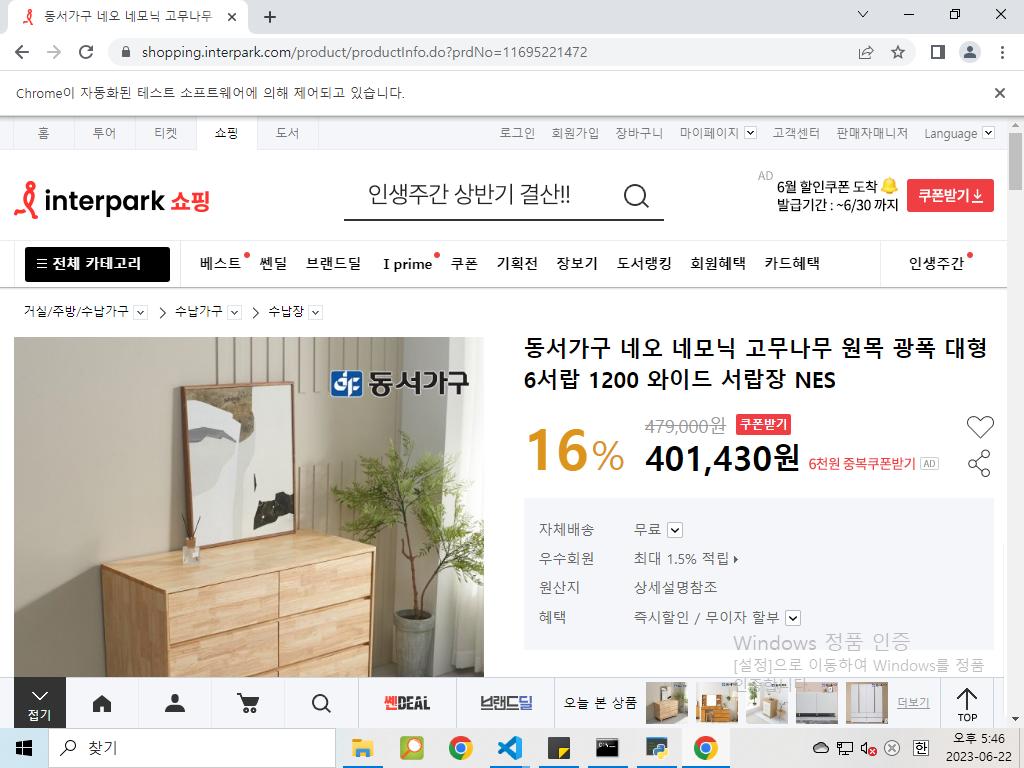 동서가구 네오 네모닉 고무나무
shopping.interpark.com/product/productInfo.do?prdNo=11695221472
Chrome이 자동화된 테스트 소프트웨어에 의해 제어되고 있습니다.
홈 투어 티켓 쇼핑 도서 로그인 회원가입 장바구니 마이페이지 고객센터 판매자매니저 Language
interpark 쇼핑
인생주간 상반기 결산!!
AD
6월 할인쿠폰 도착
발급기간 : ~6/30 까지
쿠폰받기
전체 카테고리 베스트 쎈딜 브랜드딜 I prime 쿠폰 기획전 장보기 도서랭킹 회원혜택 카드혜택 인생주간
거실/주방/수납가구 수납가구 수납장
동서가구
동서가구 네오 네모닉 고무나무 원목 광폭 대형
6서랍 1200 와이드 서랍장 NES
479,000원 쿠폰받기
16% 401,430원 6천원 중복쿠폰받기 AD
자체배송 무료
우수회원 최대 1.5% 적립
원산지 상세설명참조
혜택 즉시할인 / 무이자 할부
Windows 정품 인증
[설정]으로 이동하여 Windows를 정품
인증합니다.
접기
쎈DEAL
브랜드딜
오늘 본 상품
더보기
TOP
찾기
한
오후 5:46
2023-06-22